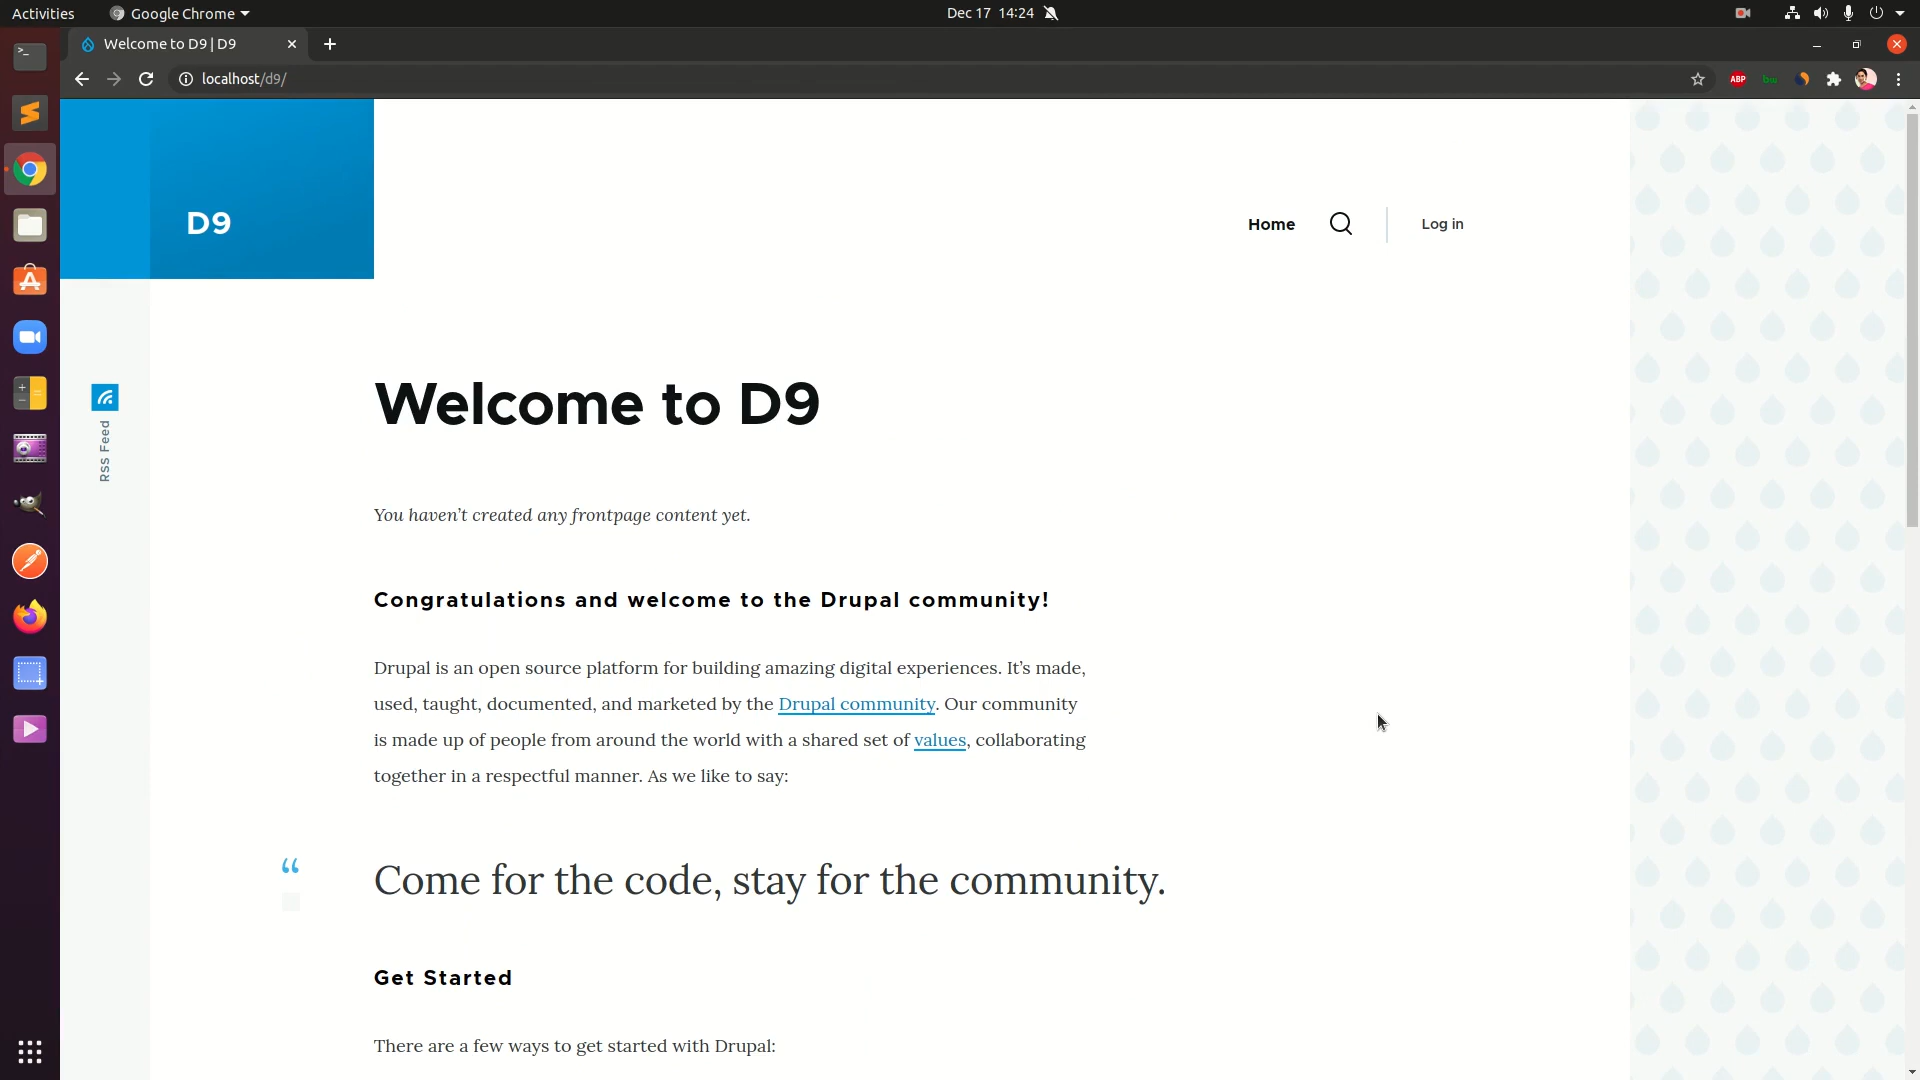 Activities
Google Chrome
Dec 17 14:24
Welcome to D9 | D9
localhost/d9/
ABP
D9
Home
Log in
RSS Feed
Welcome to D9
You haven’t created any frontpage content yet.
Congratulations and welcome to the Drupal community!
Drupal is an open source platform for building amazing digital experiences. It’s made,
used, taught, documented, and marketed by the Drupal community. Our community
is made up of people from around the world with a shared set of values, collaborating
together in a respectful manner. As we like to say:
“
Come for the code, stay for the community.
Get Started
There are a few ways to get started with Drupal: